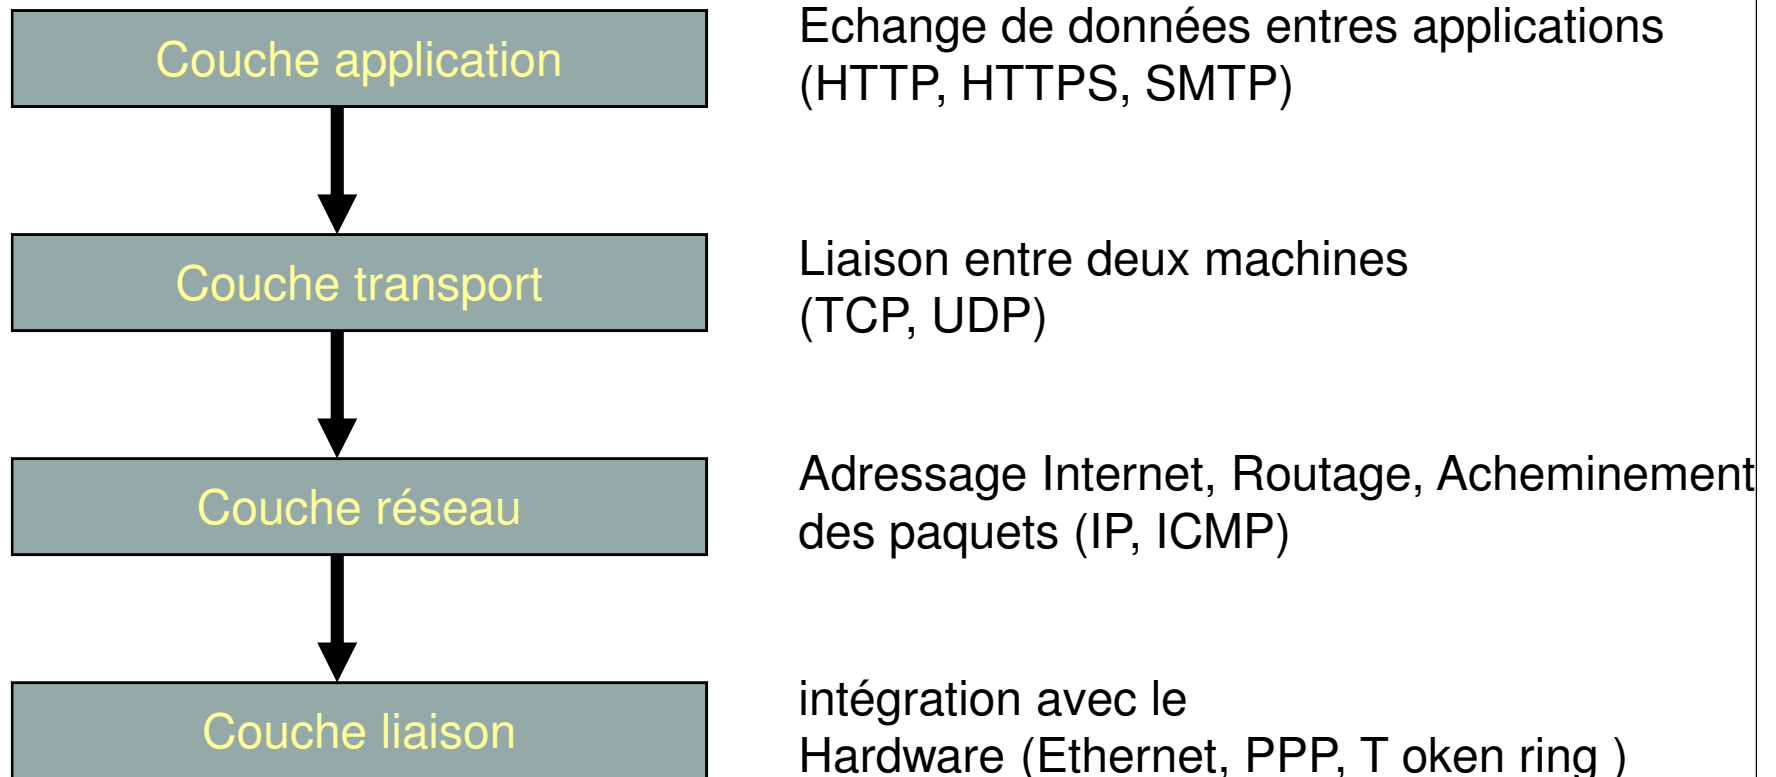 Couche application
Echange de données entres applications
(HTTP, HTTPS, SMTP)
Couche transport
Liaison entre deux machines
(TCP, UDP)
Couche réseau
Adressage Internet, Routage, Acheminement
des paquets (IP, ICMP)
Couche liaison
intégration avec le
Hardware (Ethernet, PPP, T oken ring )